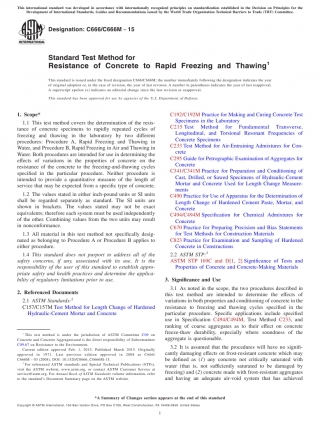 This international standard was developed in accordance with internationally recognized principles on standardization established in the Decision on Principles for the
Development of International Standards, Guides and Recommendations issued by the World Trade Organization Technical Barriers to Trade (TBT) Committee.
Designation: C666/C666M − 15
Standard Test Method for
Resistance of Concrete to Rapid Freezing and Thawing¹
This standard is issued under the fixed designation C666/C666M; the number immediately following the designation indicates the year
of original adoption or, in the case of revision, the year of last revision. A number in parentheses indicates the year of last reapproval.
A superscript epsilon (ε) indicates an editorial change since the last revision or reapproval.
This standard has been approved for use by agencies of the U.S. Department of Defense.
1. Scope*
1.1 This test method covers the determination of the resis-
tance of concrete specimens to rapidly repeated cycles of
freezing and thawing in the laboratory by two different
procedures: Procedure A, Rapid Freezing and Thawing in
Water, and Procedure B, Rapid Freezing in Air and Thawing in
Water. Both procedures are intended for use in determining the
effects of variations in the properties of concrete on the
resistance of the concrete to the freezing-and-thawing cycles
specified in the particular procedure. Neither procedure is
intended to provide a quantitative measure of the length of
service that may be expected from a specific type of concrete.
1.2 The values stated in either inch-pound units or SI units
shall be regarded separately as standard. The SI units are
shown in brackets. The values stated may not be exact
equivalents; therefore each system must be used independently
of the other. Combining values from the two units may result
in nonconformance.
1.3 All material in this test method not specifically desig-
nated as belonging to Procedure A or Procedure B applies to
either procedure.
1.4 This standard does not purport to address all of the
safety concerns, if any, associated with its use. It is the
responsibility of the user of this standard to establish appro-
priate safety and health practices and determine the applica-
bility of regulatory limitations prior to use.
2. Referenced Documents
2.1 ASTM Standards:²
C157/C157M Test Method for Length Change of Hardened
Hydraulic-Cement Mortar and Concrete
¹ This test method is under the jurisdiction of ASTM Committee C09 on
Concrete and Concrete Aggregates and is the direct responsibility of Subcommittee
C09.67 on Resistance to the Environment.
Current edition approved Feb. 1, 2015. Published March 2015. Originally
approved in 1971. Last previous edition approved in 2008 as C666/
C666M – 03 (2008). DOI: 10.1520/C0666_C0666M-15.
² For referenced ASTM standards, visit the ASTM website, www.astm.org, or contact ASTM Customer Service at
service@astm.org. For Annual Book of ASTM Standards volume information, refer
to the standard's Document Summary page on the ASTM website.
C192/C192M Practice for Making and Curing Concrete Test
Specimens in the Laboratory
C215 Test Method for Fundamental Transverse,
Longitudinal, and Torsional Resonant Frequencies of
Concrete Specimens
C233 Test Method for Air-Entraining Admixtures for Con-
crete
C295 Guide for Petrographic Examination of Aggregates for
Concrete
C341/C341M Practice for Preparation and Conditioning of
Cast, Drilled, or Sawed Specimens of Hydraulic-Cement
Mortar and Concrete Used for Length Change Measure-
ments
C490 Practice for Use of Apparatus for the Determination of
Length Change of Hardened Cement Paste, Mortar, and
Concrete
C494/C494M Specification for Chemical Admixtures for
Concrete
C670 Practice for Preparing Precision and Bias Statements
for Test Methods for Construction Materials
C823 Practice for Examination and Sampling of Hardened
Concrete in Constructions
2.2 ASTM STP:²
ASTM STP 169C and D[1, 2] Significance of Tests and
Properties of Concrete and Concrete-Making Materials
3. Significance and Use
3.1 As noted in the scope, the two procedures described in
this test method are intended to determine the effects of
variations in both properties and conditioning of concrete in the
resistance to freezing and thawing cycles specified in the
particular procedure. Specific applications include specified
use in Specification C494/C494M, Test Method C233, and
ranking of coarse aggregates as to their effect on concrete
freeze-thaw durability, especially where soundness of the
aggregate is questionable.
3.2 It is assumed that the procedures will have no signifi-
cantly damaging effects on frost-resistant concrete which may
be defined as (1) any concrete not critically saturated with
water (that is, not sufficiently saturated to be damaged by
freezing) and (2) concrete made with frost-resistant aggregates
and having an adequate air-void system that has achieved
*A Summary of Changes section appears at the end of this standard
1